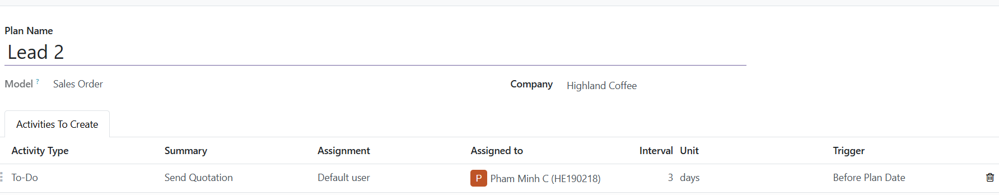 Plan Name
Lead 2
Model ? Sales Order Company Highland Coffee
Activities To Create
Activity Type Summary Assignment Assigned to Interval Unit Trigger
To-Do Send Quotation Default user P Pham Minh C (HE190218) 3 days Before Plan Date